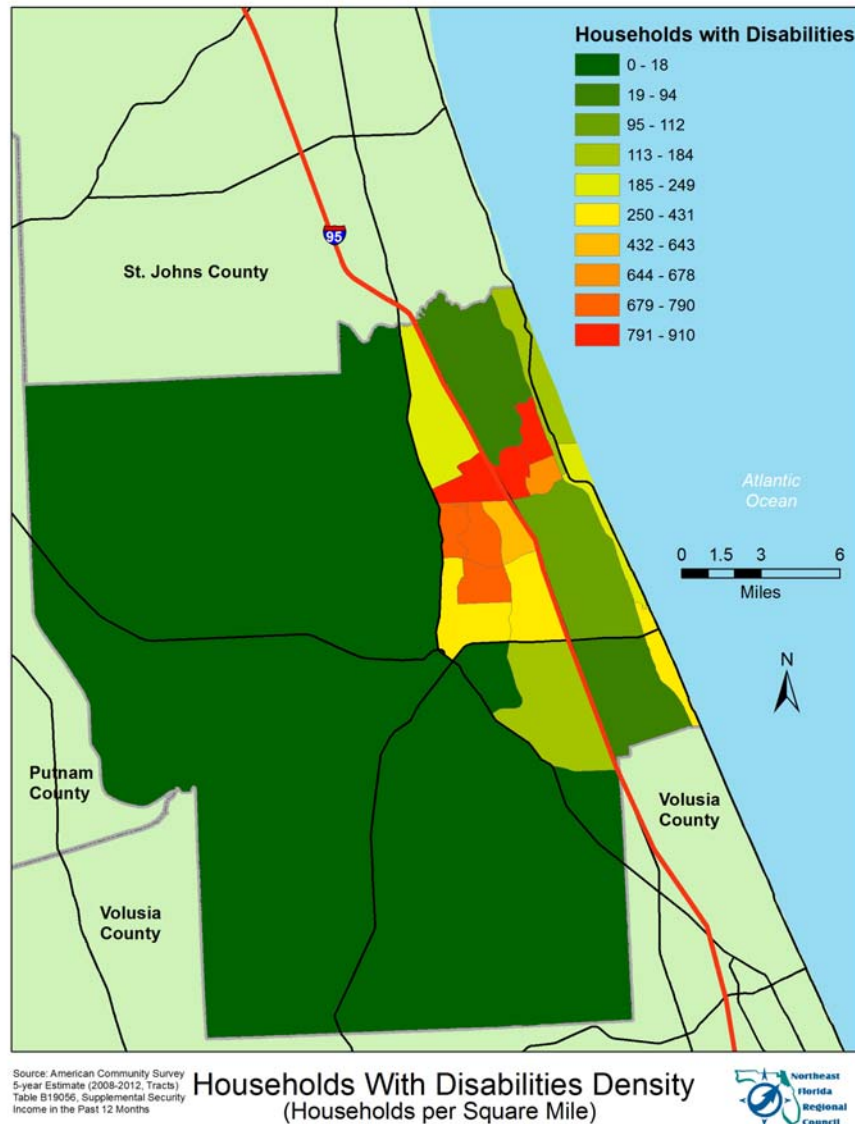 Households with Disabilities
0 - 18
19 - 94
95 - 112
113 - 184
185 - 249
250 - 431
432 - 643
644 - 678
679 - 790
791 - 910
95
St. Johns County
Atlantic
Ocean
0 1.5 3 6
Miles
N
Putnam
County
Volusia
County
Volusia
County
Source: American Community Survey
5-year Estimate (2008-2012, Tracts)
Table B19056, Supplemental Security
Income in the Past 12 Months
Households With Disabilities Density
(Households per Square Mile)
Northeast
Florida
Regional
Council